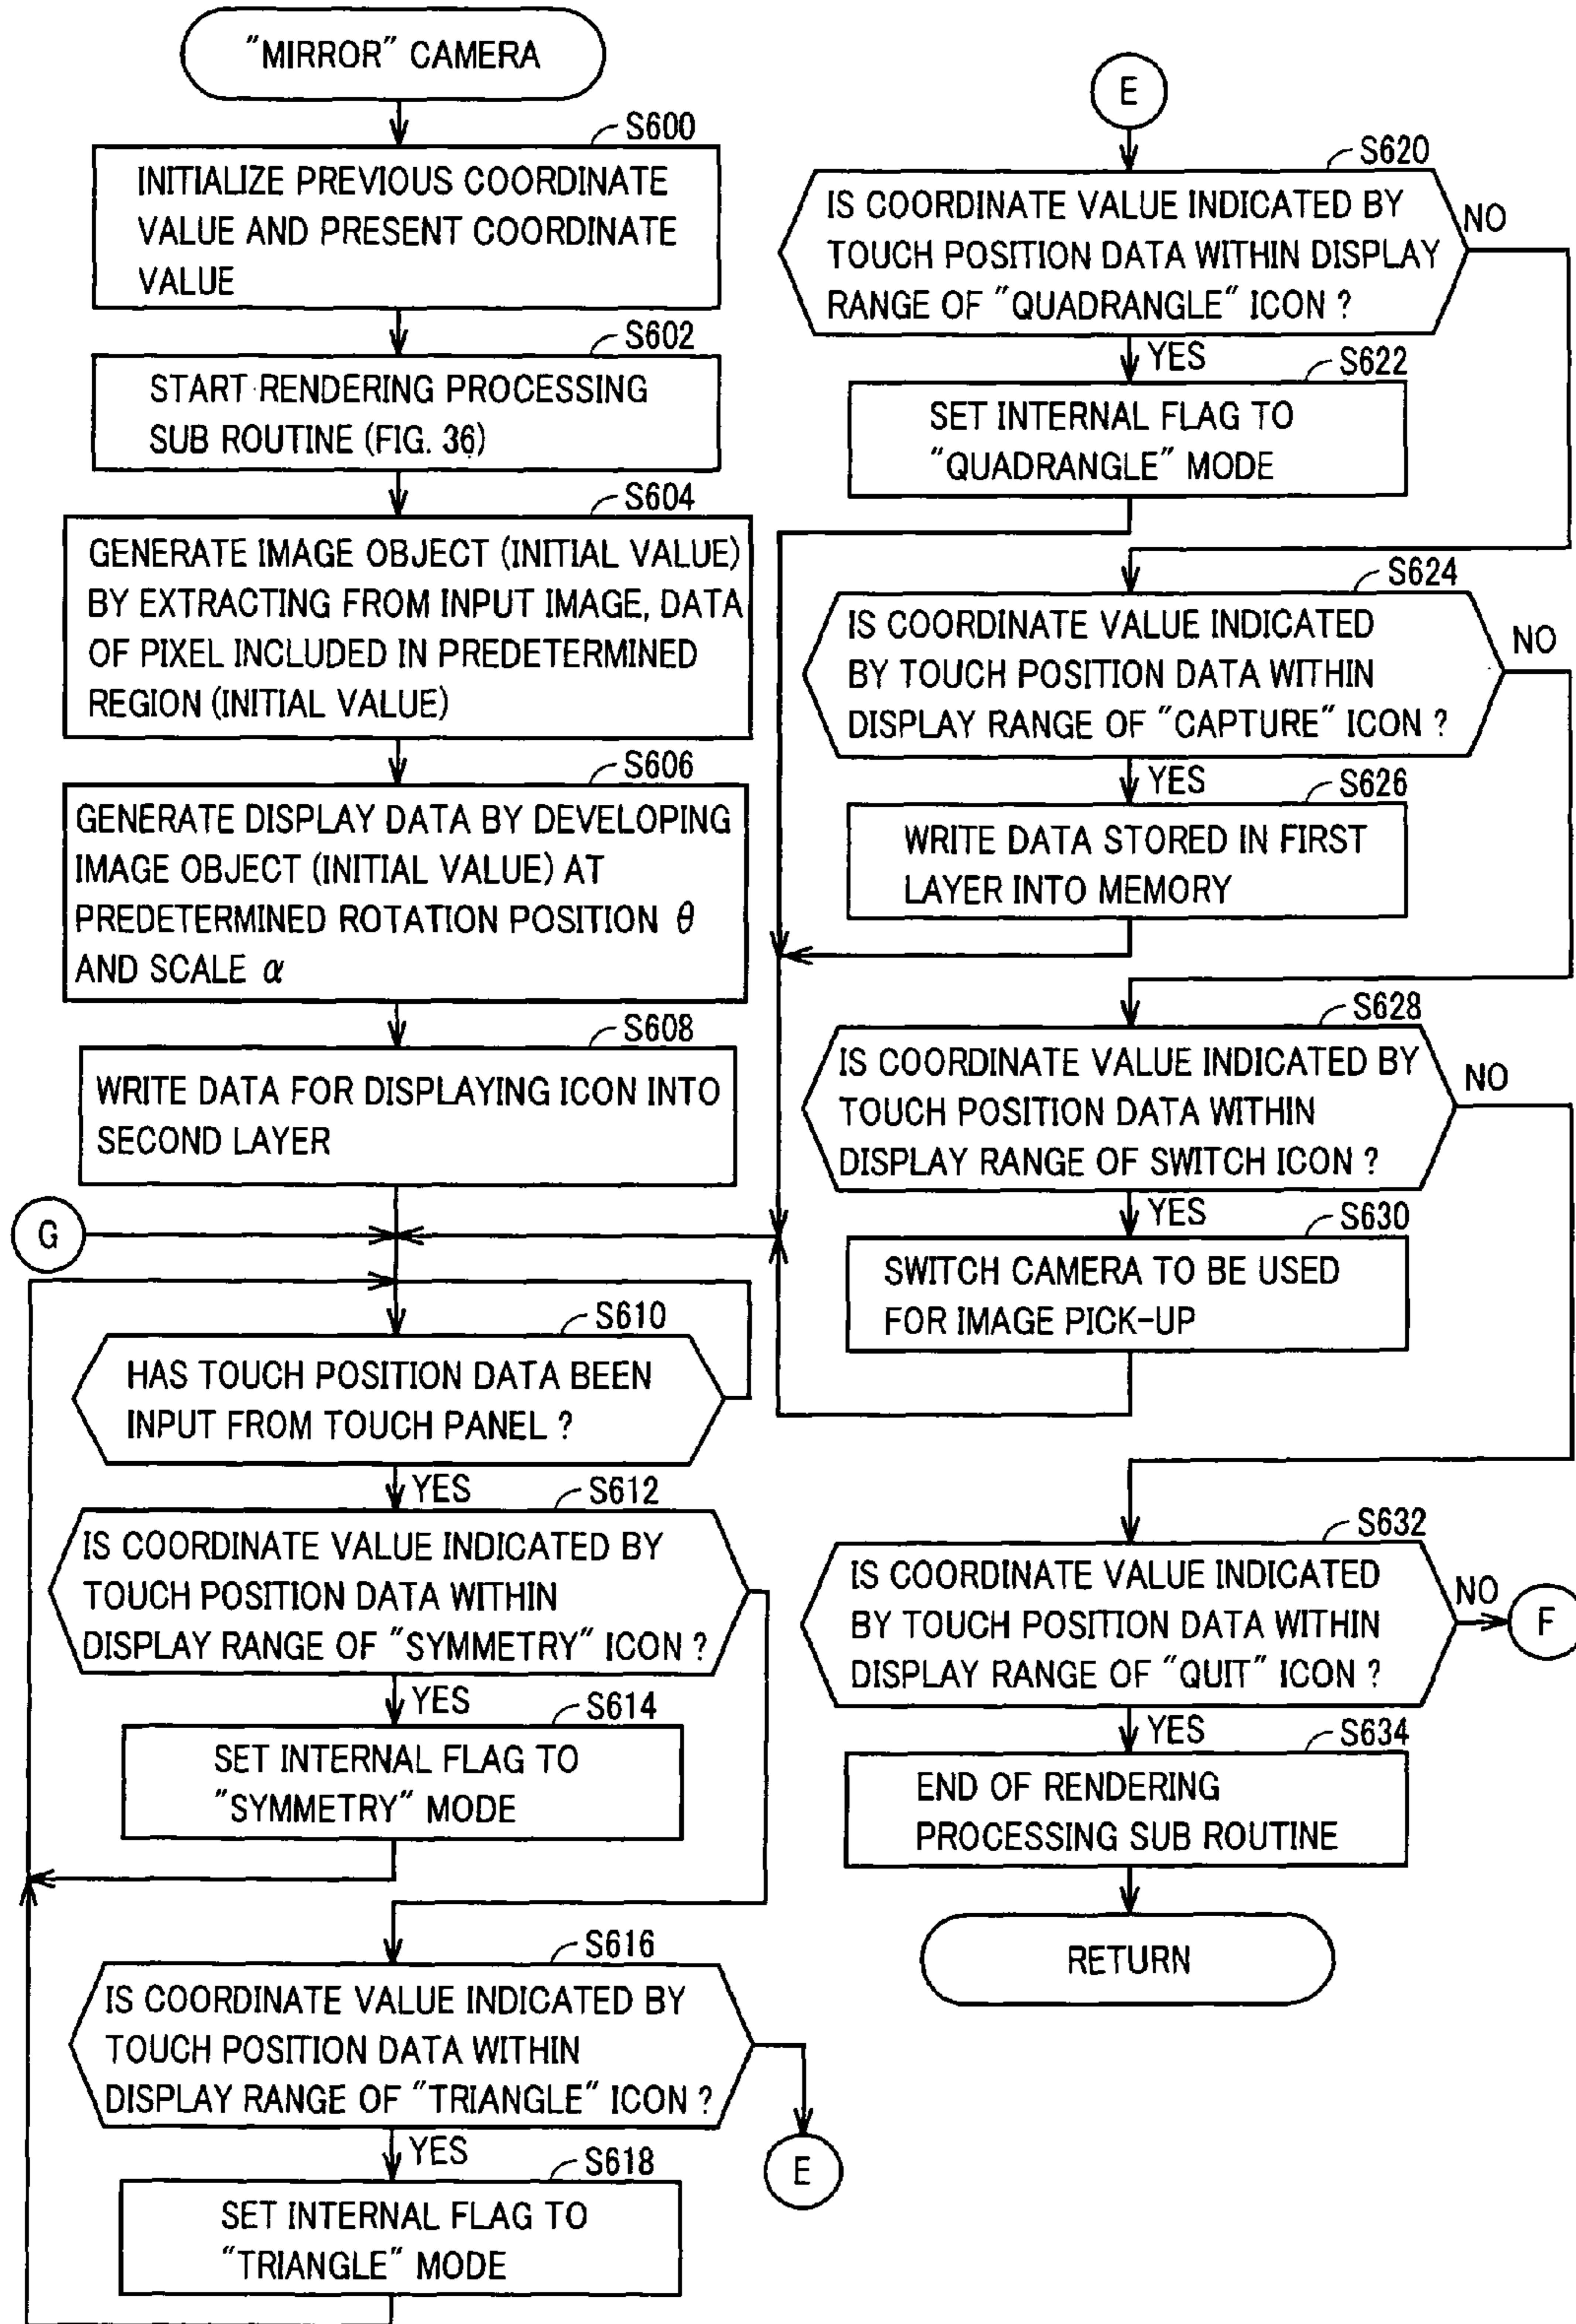 "MIRROR" CAMERA
S600
INITIALIZE PREVIOUS COORDINATE
VALUE AND PRESENT COORDINATE
VALUE
S602
START RENDERING PROCESSING
SUB ROUTINE (FIG. 36)
S604
GENERATE IMAGE OBJECT (INITIAL VALUE)
BY EXTRACTING FROM INPUT IMAGE, DATA
OF PIXEL INCLUDED IN PREDETERMINED
REGION (INITIAL VALUE)
S606
GENERATE DISPLAY DATA BY DEVELOPING
IMAGE OBJECT (INITIAL VALUE) AT
PREDETERMINED ROTATION POSITION θ
AND SCALE α
S608
WRITE DATA FOR DISPLAYING ICON INTO
SECOND LAYER
G
S610
HAS TOUCH POSITION DATA BEEN
INPUT FROM TOUCH PANEL ?
YES
S612
IS COORDINATE VALUE INDICATED BY
TOUCH POSITION DATA WITHIN
DISPLAY RANGE OF "SYMMETRY" ICON ?
YES
S614
SET INTERNAL FLAG TO
"SYMMETRY" MODE
S616
IS COORDINATE VALUE INDICATED BY
TOUCH POSITION DATA WITHIN
DISPLAY RANGE OF "TRIANGLE" ICON ?
YES
E
S618
SET INTERNAL FLAG TO
"TRIANGLE" MODE
E
S620
IS COORDINATE VALUE INDICATED BY
TOUCH POSITION DATA WITHIN DISPLAY
RANGE OF "QUADRANGLE" ICON ?
NO
YES
S622
SET INTERNAL FLAG TO
"QUADRANGLE" MODE
S624
IS COORDINATE VALUE INDICATED
BY TOUCH POSITION DATA WITHIN
DISPLAY RANGE OF "CAPTURE" ICON ?
NO
YES
S626
WRITE DATA STORED IN FIRST
LAYER INTO MEMORY
S628
IS COORDINATE VALUE INDICATED BY
TOUCH POSITION DATA WITHIN
DISPLAY RANGE OF SWITCH ICON ?
NO
YES
S630
SWITCH CAMERA TO BE USED
FOR IMAGE PICK-UP
S632
IS COORDINATE VALUE INDICATED
BY TOUCH POSITION DATA WITHIN
DISPLAY RANGE OF "QUIT" ICON ?
NO
F
YES
S634
END OF RENDERING
PROCESSING SUB ROUTINE
RETURN